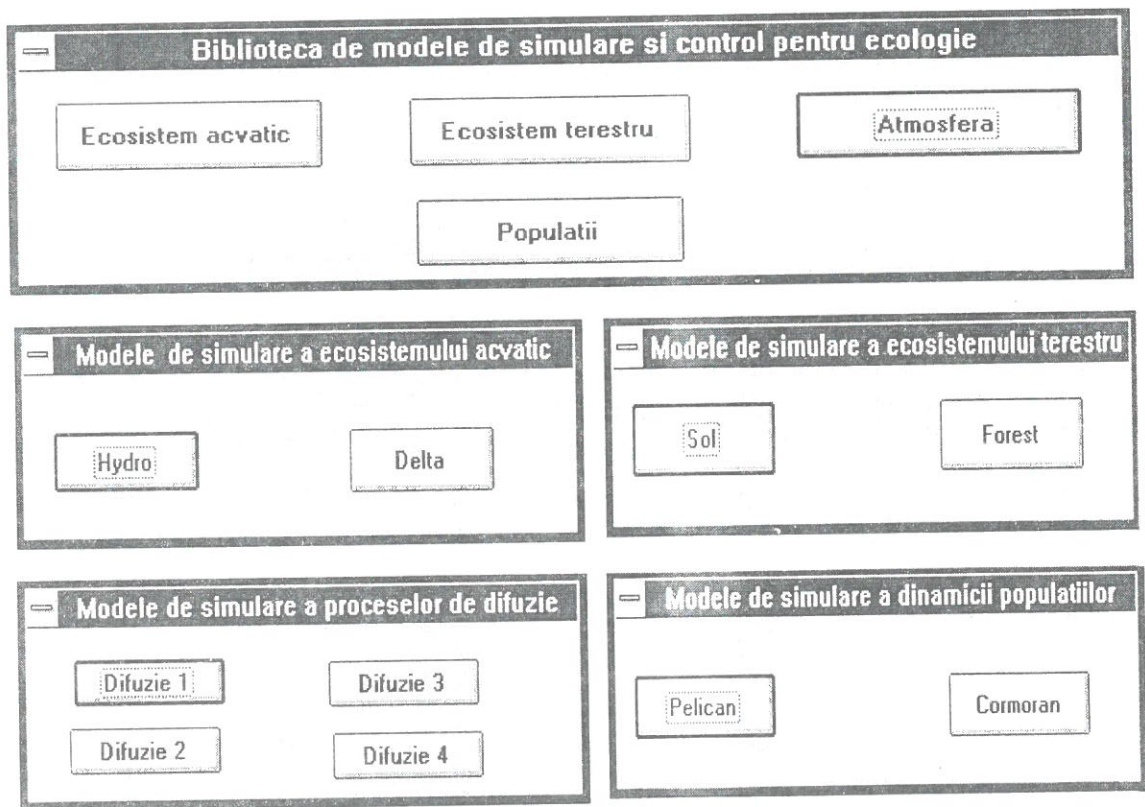 Biblioteca de modele de simulare si control pentru ecologie
Ecosistem acvatic
Ecosistem terestru
Atmosfera
Populatii
Modele de simulare a ecosistemului acvatic
Hydro
Delta
Modele de simulare a ecosistemului terestru
Sol
Forest
Modele de simulare a proceselor de difuzie
Difuzie 1
Difuzie 3
Difuzie 2
Difuzie 4
Modele de simulare a dinamicii populatiilor
Pelican
Cormoran